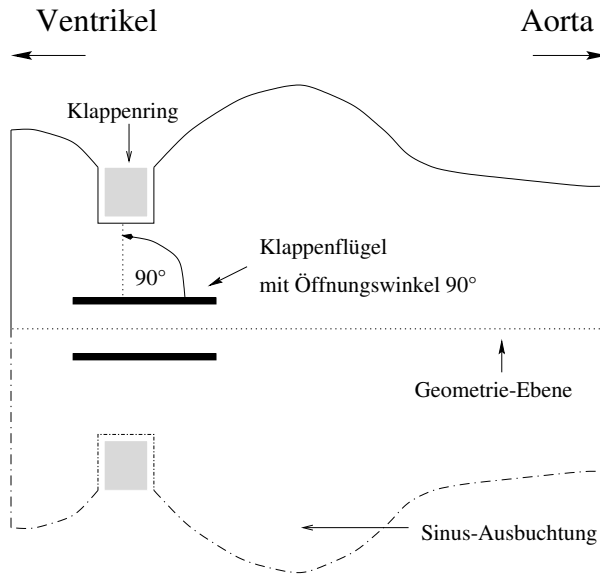 Ventrikel
Aorta
Klappenring
Klappenflügel
mit Öffnungswinkel 90°
90°
Geometrie-Ebene
Sinus-Ausbuchtung